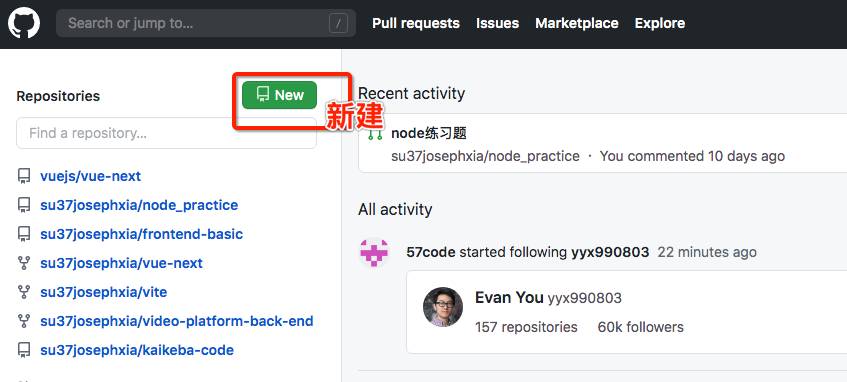 Search or jump to...
/
Pull requests
Issues
Marketplace
Explore
Repositories
New
新建
Find a repository...
vuejs/vue-next
su37josephxia/node_practice
su37josephxia/frontend-basic
su37josephxia/vue-next
su37josephxia/vite
su37josephxia/video-platform-back-end
su37josephxia/kaikeba-code
Recent activity
node练习题
su37josephxia/node_practice · You commented 10 days ago
All activity
57code started following yyx990803 22 minutes ago
Evan You yyx990803
157 repositories 60k followers